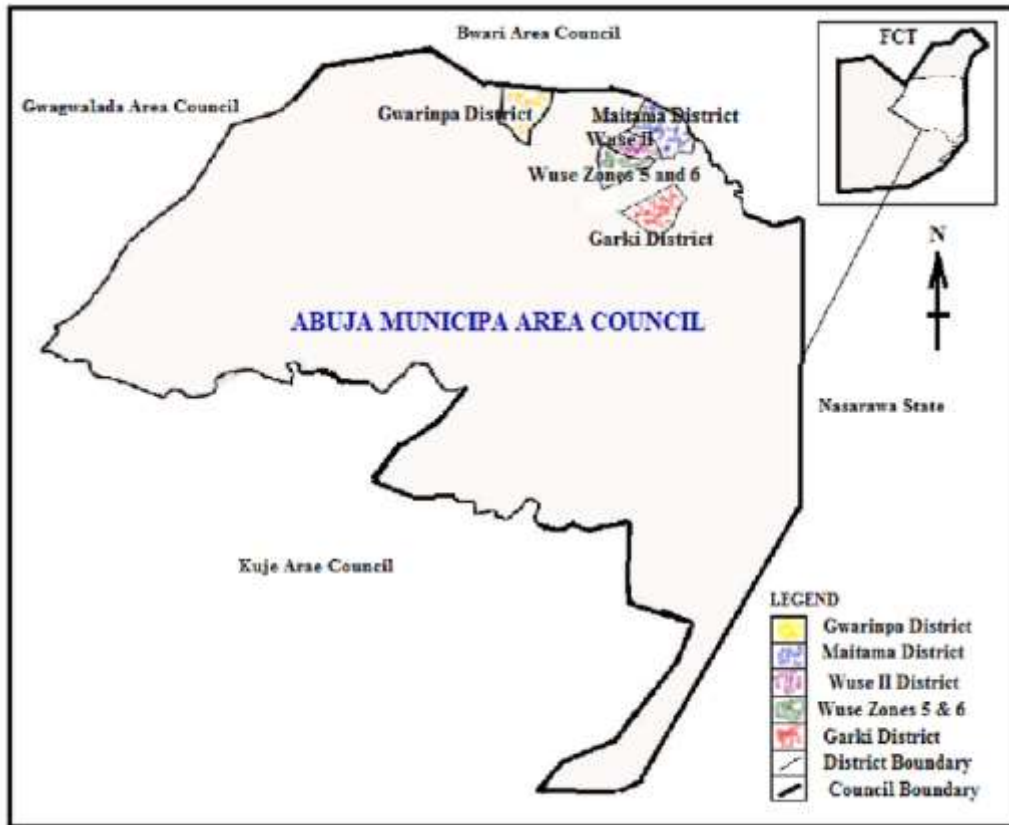 Bwari Area Council
FCT
Gwagwalada Area Council
Gwarinpa District
Maitama District
Wuse II
Wuse Zones 5 and 6
Garki District
N
ABUJA MUNICIPA AREA COUNCIL
Nasarawa State
Kuje Arae Council
LEGEND
Gwarinpa District
Maitama District
Wuse II District
Wuse Zones 5 & 6
Garki District
District Boundary
Council Boundary